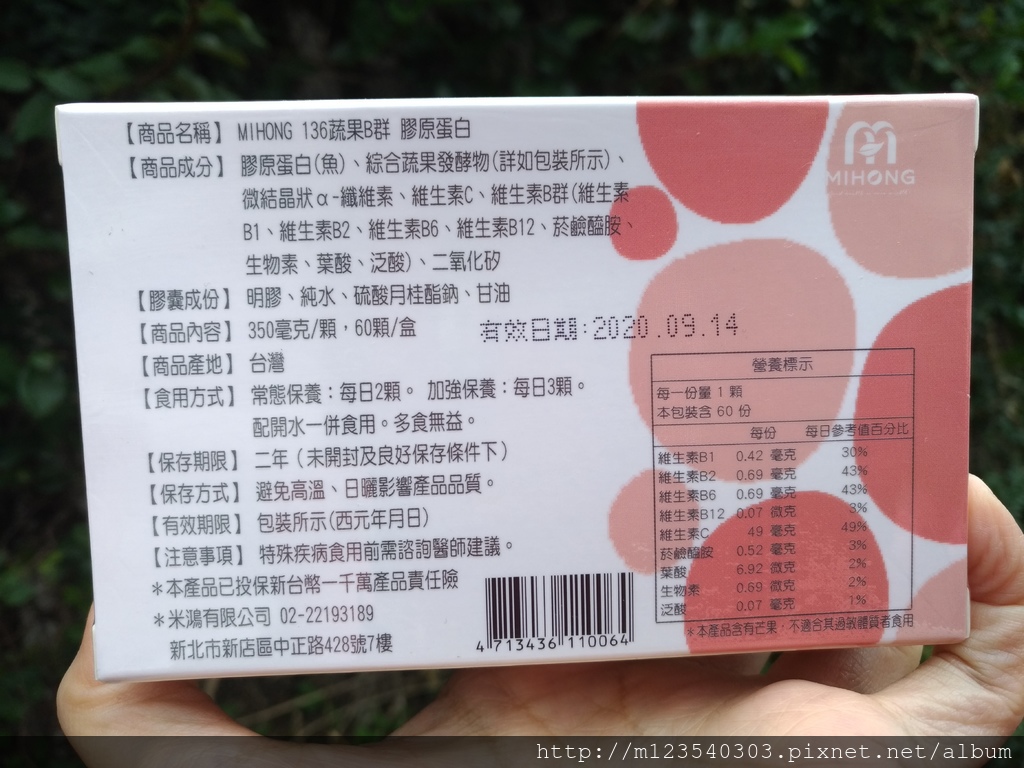 【商品名稱】 MIHONG 136蔬果B群 膠原蛋白
【商品成分】 膠原蛋白(魚)、綜合蔬果發酵物(詳如包裝所示)、
微結晶狀α-纖維素、維生素C、維生素B群(維生素
B1、維生素B2、維生素B6、維生素B12、菸鹼醯胺、
生物素、葉酸、泛酸)、二氧化矽
【膠囊成份】 明膠、純水、硫酸月桂酯鈉、甘油
【商品內容】 350毫克/顆，60顆/盒
有效日期:2020.09.14
【商品產地】 台灣
【食用方式】 常態保養：每日2顆。 加強保養：每日3顆。
配開水一併食用。多食無益。
【保存期限】 二年（未開封及良好保存條件下）
【保存方式】 避免高溫、日曬影響產品品質。
【有效期限】 包裝所示(西元年月日)
【注意事項】 特殊疾病食用前需諮詢醫師建議。
＊本產品已投保新台幣一千萬產品責任險
＊米鴻有限公司 02-22193189
新北市新店區中正路428號7樓
4 713436 110064
MIHONG
營養標示
每一份量 1 顆
本包裝含 60 份
每份 每日參考值百分比
維生素B1 0.42 毫克 30%
維生素B2 0.69 毫克 43%
維生素B6 0.69 毫克 43%
維生素B12 0.07 微克 3%
維生素C 49 毫克 49%
菸鹼醯胺 0.52 毫克 3%
葉酸 6.92 微克 2%
生物素 0.69 微克 2%
泛酸 0.07 毫克 1%
＊本產品含有芒果，不適合其過敏體質者食用
http://m123540303.pixnet.net/album